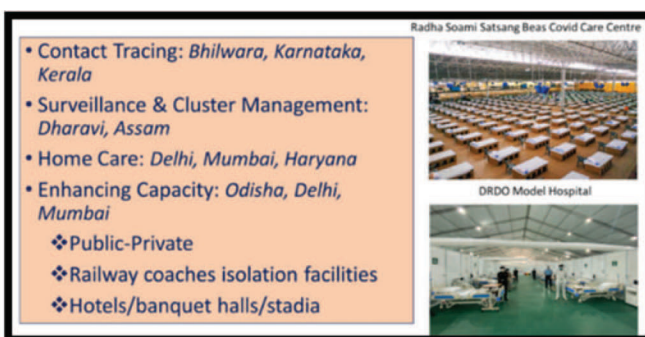 Radha Soami Satsang Beas Covid Care Centre
• Contact Tracing: Bhilwara, Karnataka,
Kerala
• Surveillance & Cluster Management:
Dharavi, Assam
• Home Care: Delhi, Mumbai, Haryana
• Enhancing Capacity: Odisha, Delhi,
Mumbai
❖Public-Private
❖Railway coaches isolation facilities
❖Hotels/banquet halls/stadia
DRDO Model Hospital